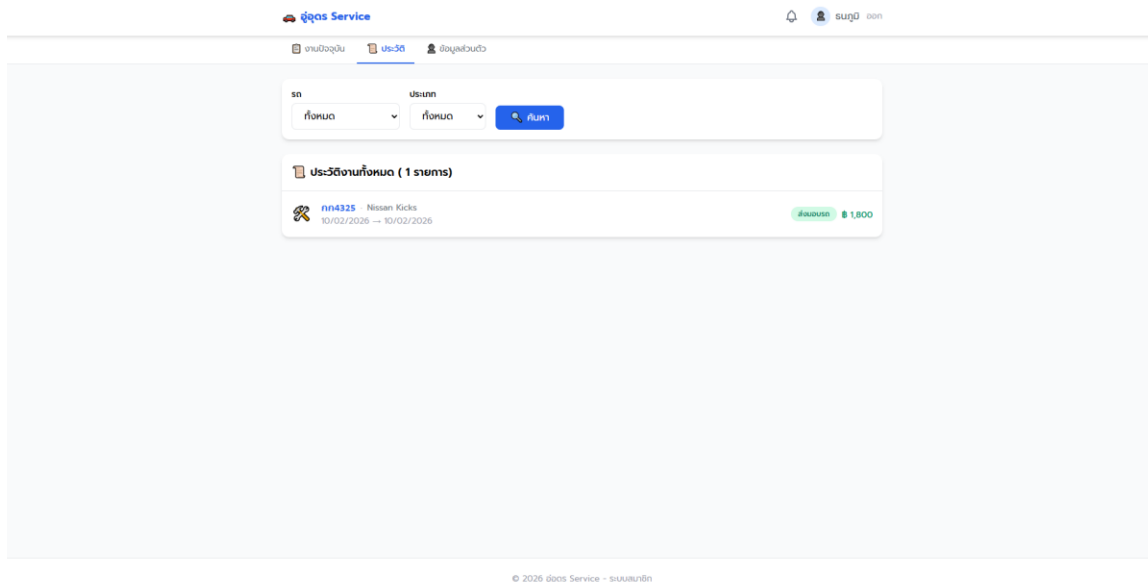 อู่อุดร Service
ธนภูมิ ออก
งานปัจจุบัน ประวัติ ข้อมูลส่วนตัว
รถ ประเภท
ทั้งหมด ทั้งหมด ค้นหา
ประวัติงานทั้งหมด ( 1 รายการ)
กก4325 · Nissan Kicks
10/02/2026 → 10/02/2026
ส่งมอบรถ ฿ 1,800
© 2026 อู่อุดร Service - ระบบสมาชิก